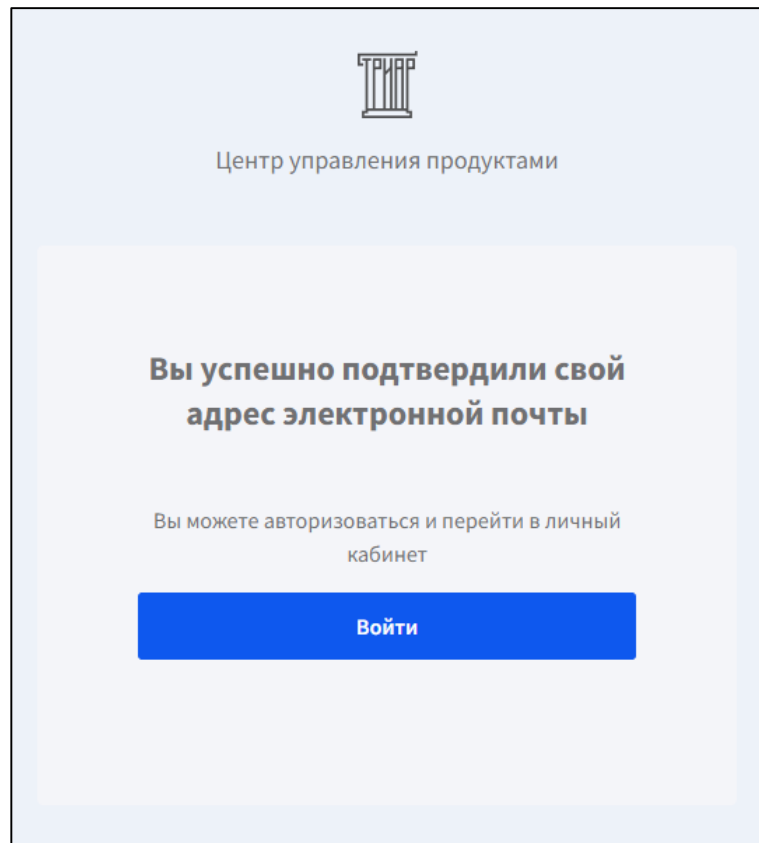 ТРИАР
Центр управления продуктами
Вы успешно подтвердили свой
адрес электронной почты
Вы можете авторизоваться и перейти в личный
кабинет
Войти